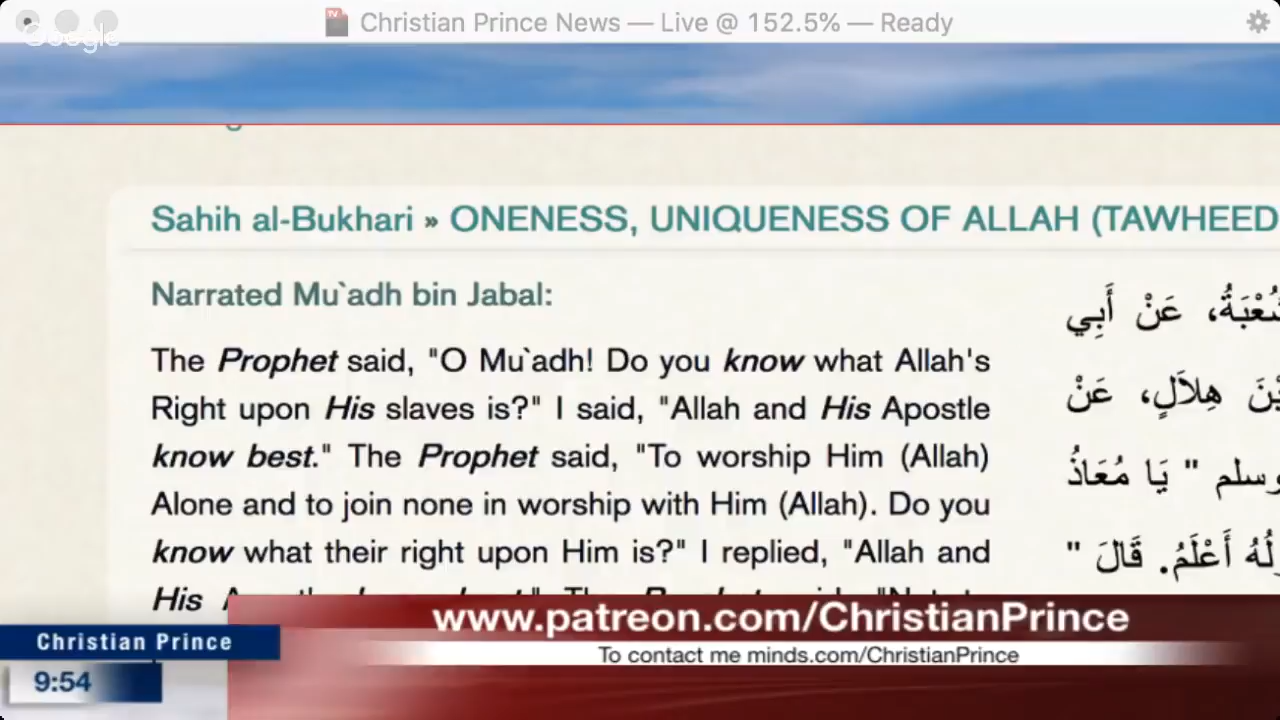 Christian Prince News — Live @ 152.5% — Ready
Google
Sahih al-Bukhari » ONENESS, UNIQUENESS OF ALLAH (TAWHEED
Narrated Mu`adh bin Jabal:
The Prophet said, "O Mu`adh! Do you know what Allah's
Right upon His slaves is?" I said, "Allah and His Apostle
know best." The Prophet said, "To worship Him (Allah)
Alone and to join none in worship with Him (Allah). Do you
know what their right upon Him is?" I replied, "Allah and
His
شُعْبَةُ، عَنْ أَبِي
هِلاَلٍ، عَنْ
وسلم " يَا مُعَاذُ
أَعْلَمُ. قَالَ "
www.patreon.com/ChristianPrince
To contact me minds.com/ChristianPrince
Christian Prince
9:54